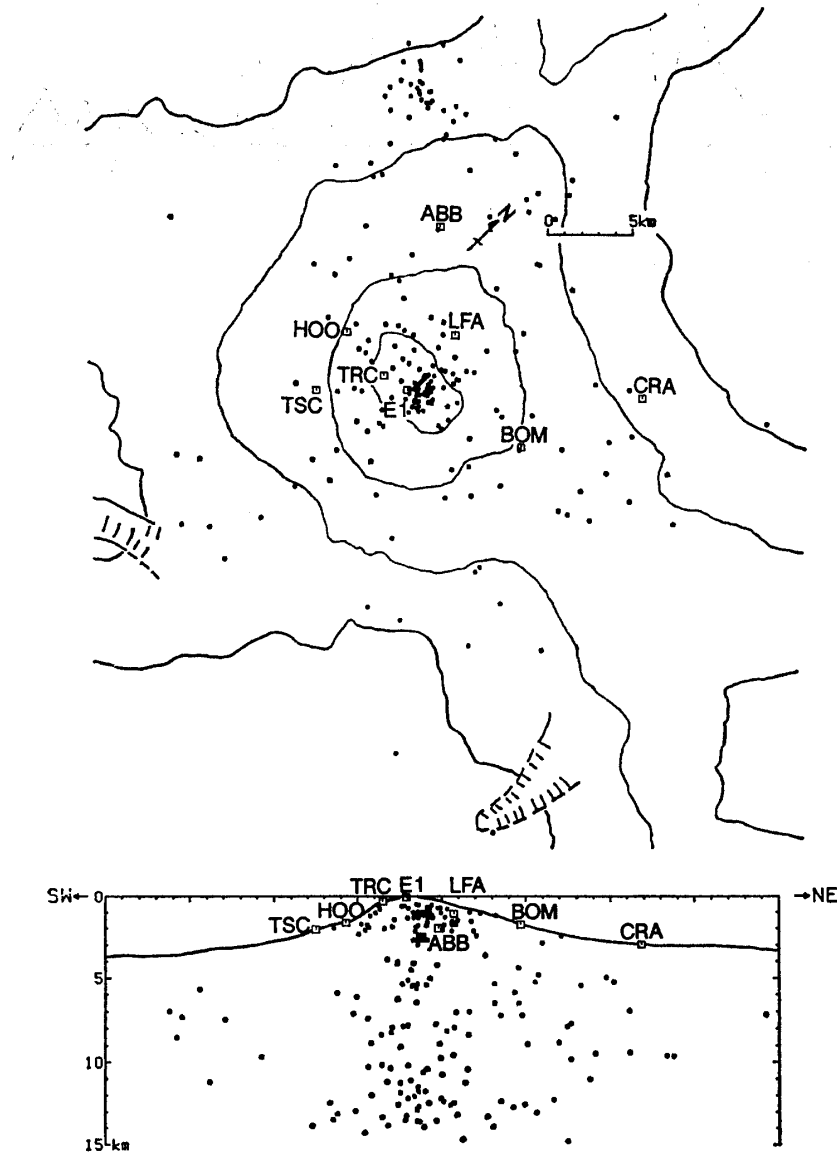 ABB
N
0 5km
HOO
LFA
TRC
CRA
TSC
E1
BOM
TRC E1 LFA
SW 0 NE
HOO BOM
TSC
ABB CRA
5
10
15 km